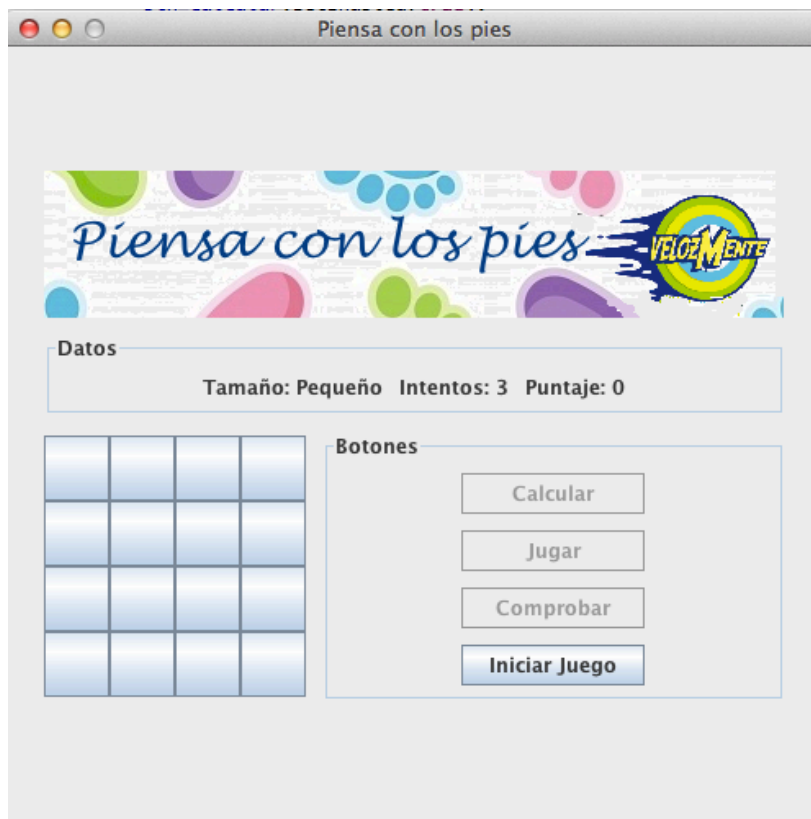 Piensa con los pies
Piensa con los pies
VELOZMENTE
Datos
Tamaño: Pequeño Intentos: 3 Puntaje: 0
Botones
Calcular
Jugar
Comprobar
Iniciar Juego